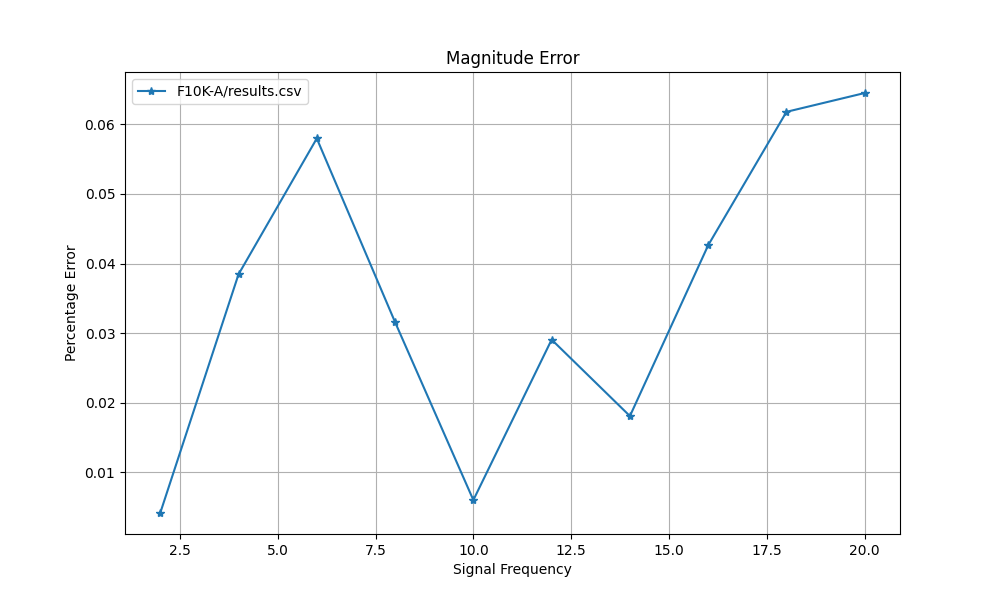 Magnitude Error
F10K-A/results.csv
Percentage Error
0.06
0.05
0.04
0.03
0.02
0.01
2.5 5.0 7.5 10.0 12.5 15.0 17.5 20.0
Signal Frequency